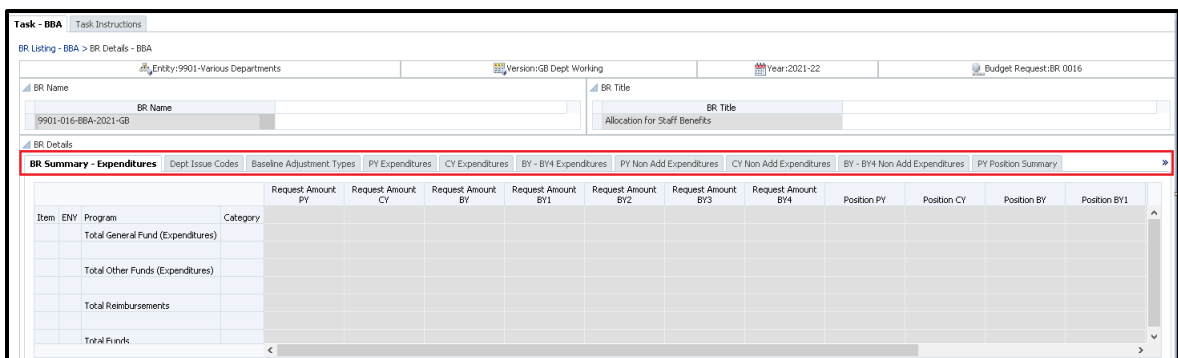 Task - BBA Task Instructions
BR Listing - BBA > BR Details - BBA
Entity:9901-Various Departments Version:GB Dept Working Year:2021-22 Budget Request:BR 0016
BR Name BR Title
BR Name BR Title
9901-016-BBA-2021-GB Allocation for Staff Benefits
BR Details
BR Summary - Expenditures Dept Issue Codes Baseline Adjustment Types PY Expenditures CY Expenditures BY - BY4 Expenditures PY Non Add Expenditures CY Non Add Expenditures BY - BY4 Non Add Expenditures PY Position Summary »
Request Amount Request Amount Request Amount Request Amount Request Amount Request Amount Request Amount
PY CY BY BY1 BY2 BY3 BY4 Position PY Position CY Position BY Position BY1
Item ENY Program Category
Total General Fund (Expenditures)
Total Other Funds (Expenditures)
Total Reimbursements
Total Funds